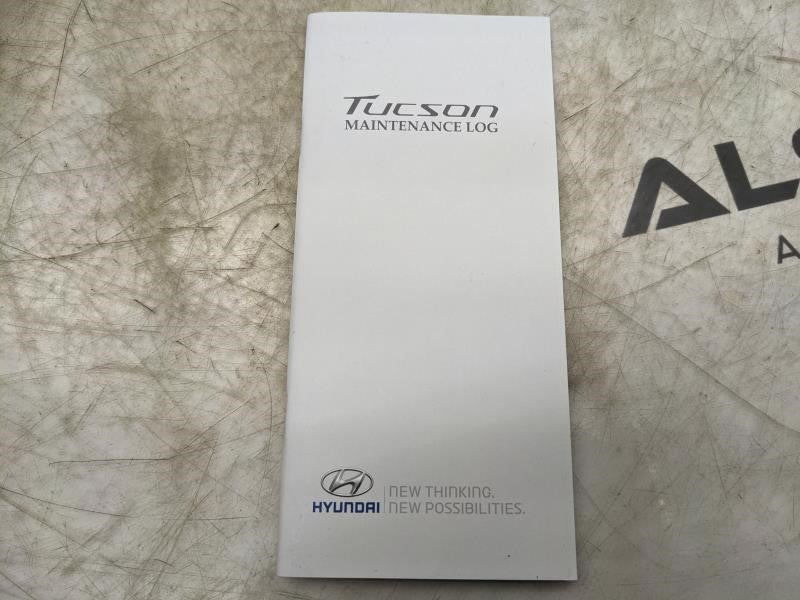 Tucson
MAINTENANCE LOG
HYUNDAI
NEW THINKING.
NEW POSSIBILITIES.